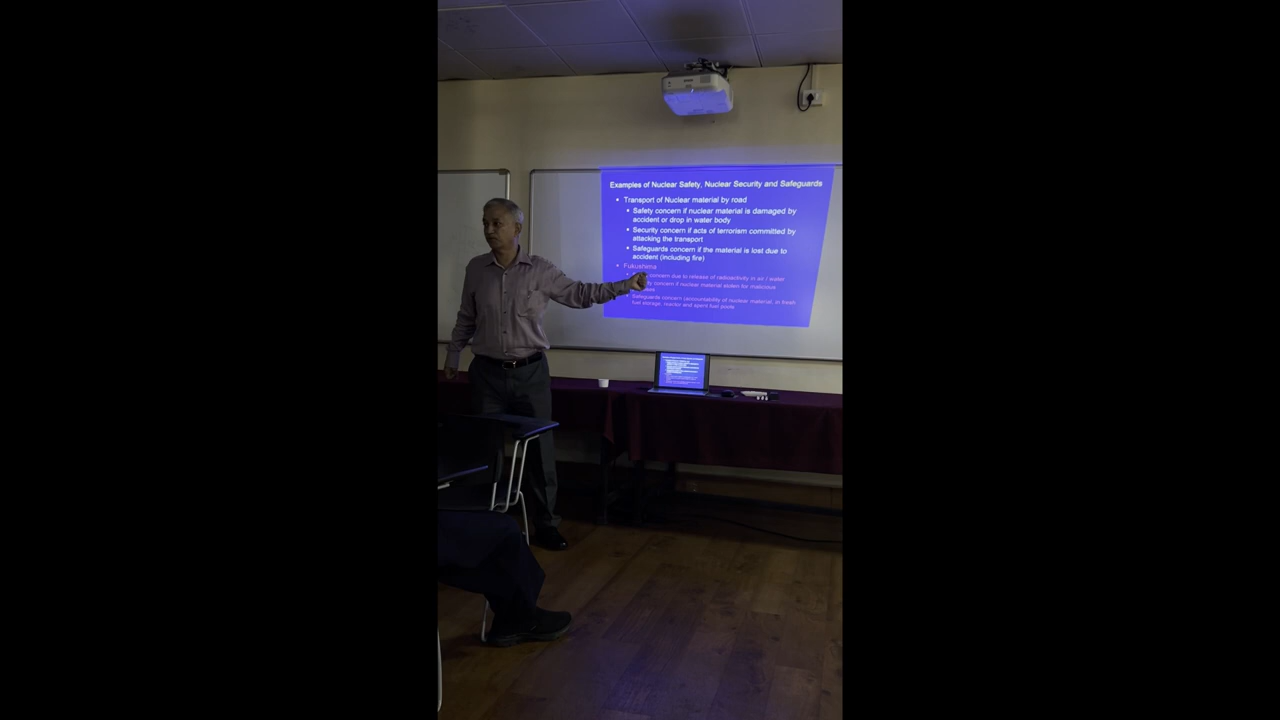 Examples of Nuclear Safety, Nuclear Security and Safeguards
• Transport of Nuclear material by road
• Safety concern if nuclear material is damaged by
accident or drop in water body
• Security concern if acts of terrorism committed by
attacking the transport
• Safeguards concern if the material is lost due to
accident (including fire)
• Fukushima
concern due to release of radioactivity in air / water
concern if nuclear material stolen for malicious
• Safeguards concern (accountability of nuclear material, in fresh
fuel storage, reactor and spent fuel pools